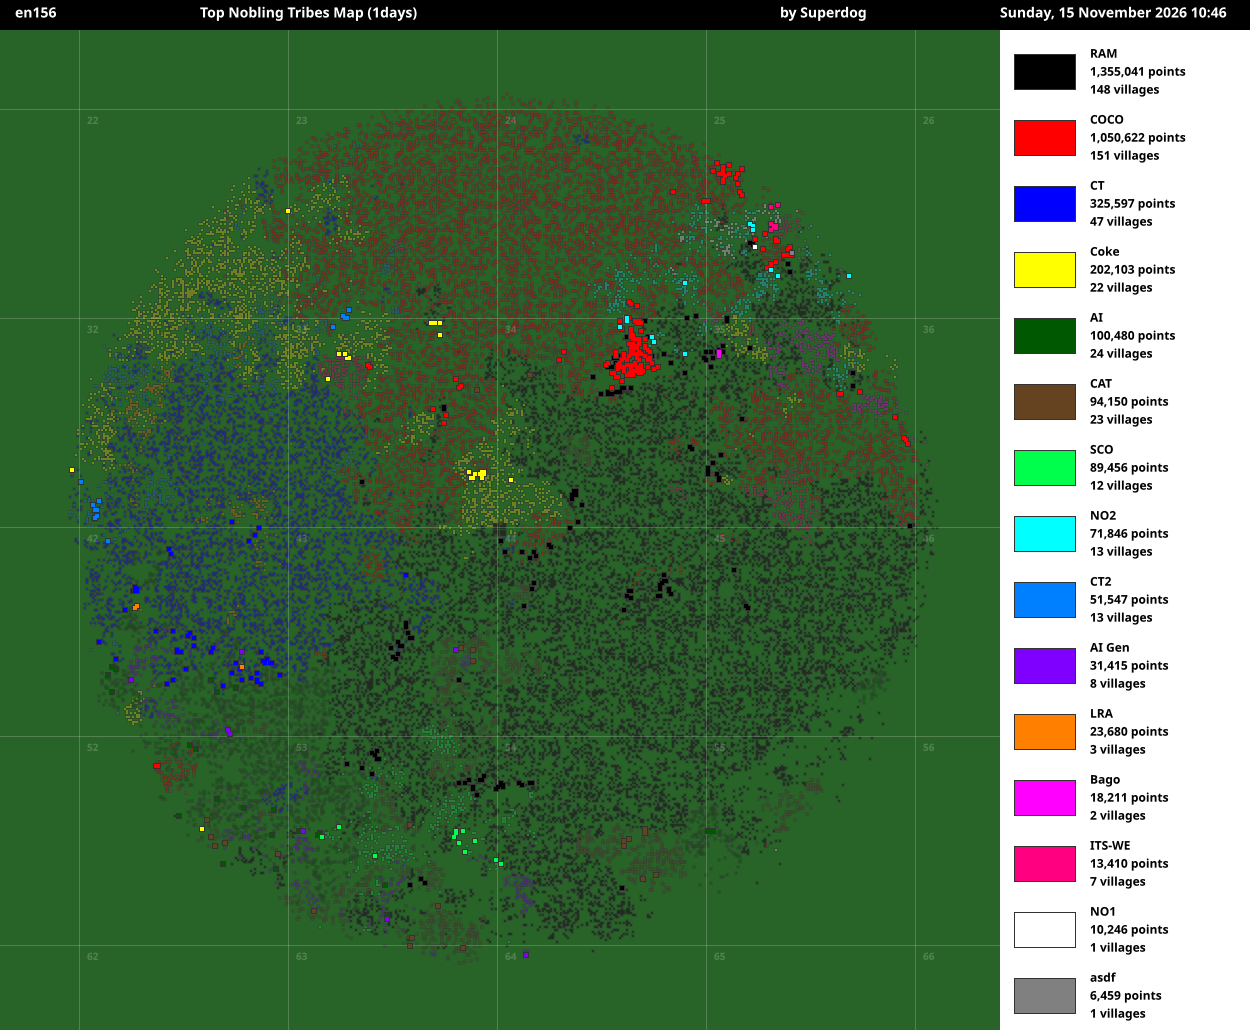 en156
Top Nobling Tribes Map (1days)
by Superdog
Sunday, 15 November 2026 10:46
RAM
1,355,041 points
148 villages
COCO
1,050,622 points
151 villages
CT
325,597 points
47 villages
Coke
202,103 points
22 villages
AI
100,480 points
24 villages
CAT
94,150 points
23 villages
SCO
89,456 points
12 villages
NO2
71,846 points
13 villages
CT2
51,547 points
13 villages
AI Gen
31,415 points
8 villages
LRA
23,680 points
3 villages
Bago
18,211 points
2 villages
ITS-WE
13,410 points
7 villages
NO1
10,246 points
1 villages
asdf
6,459 points
1 villages
22
23
24
25
26
32
33
34
35
36
42
43
44
45
46
52
53
54
55
56
62
63
64
65
66